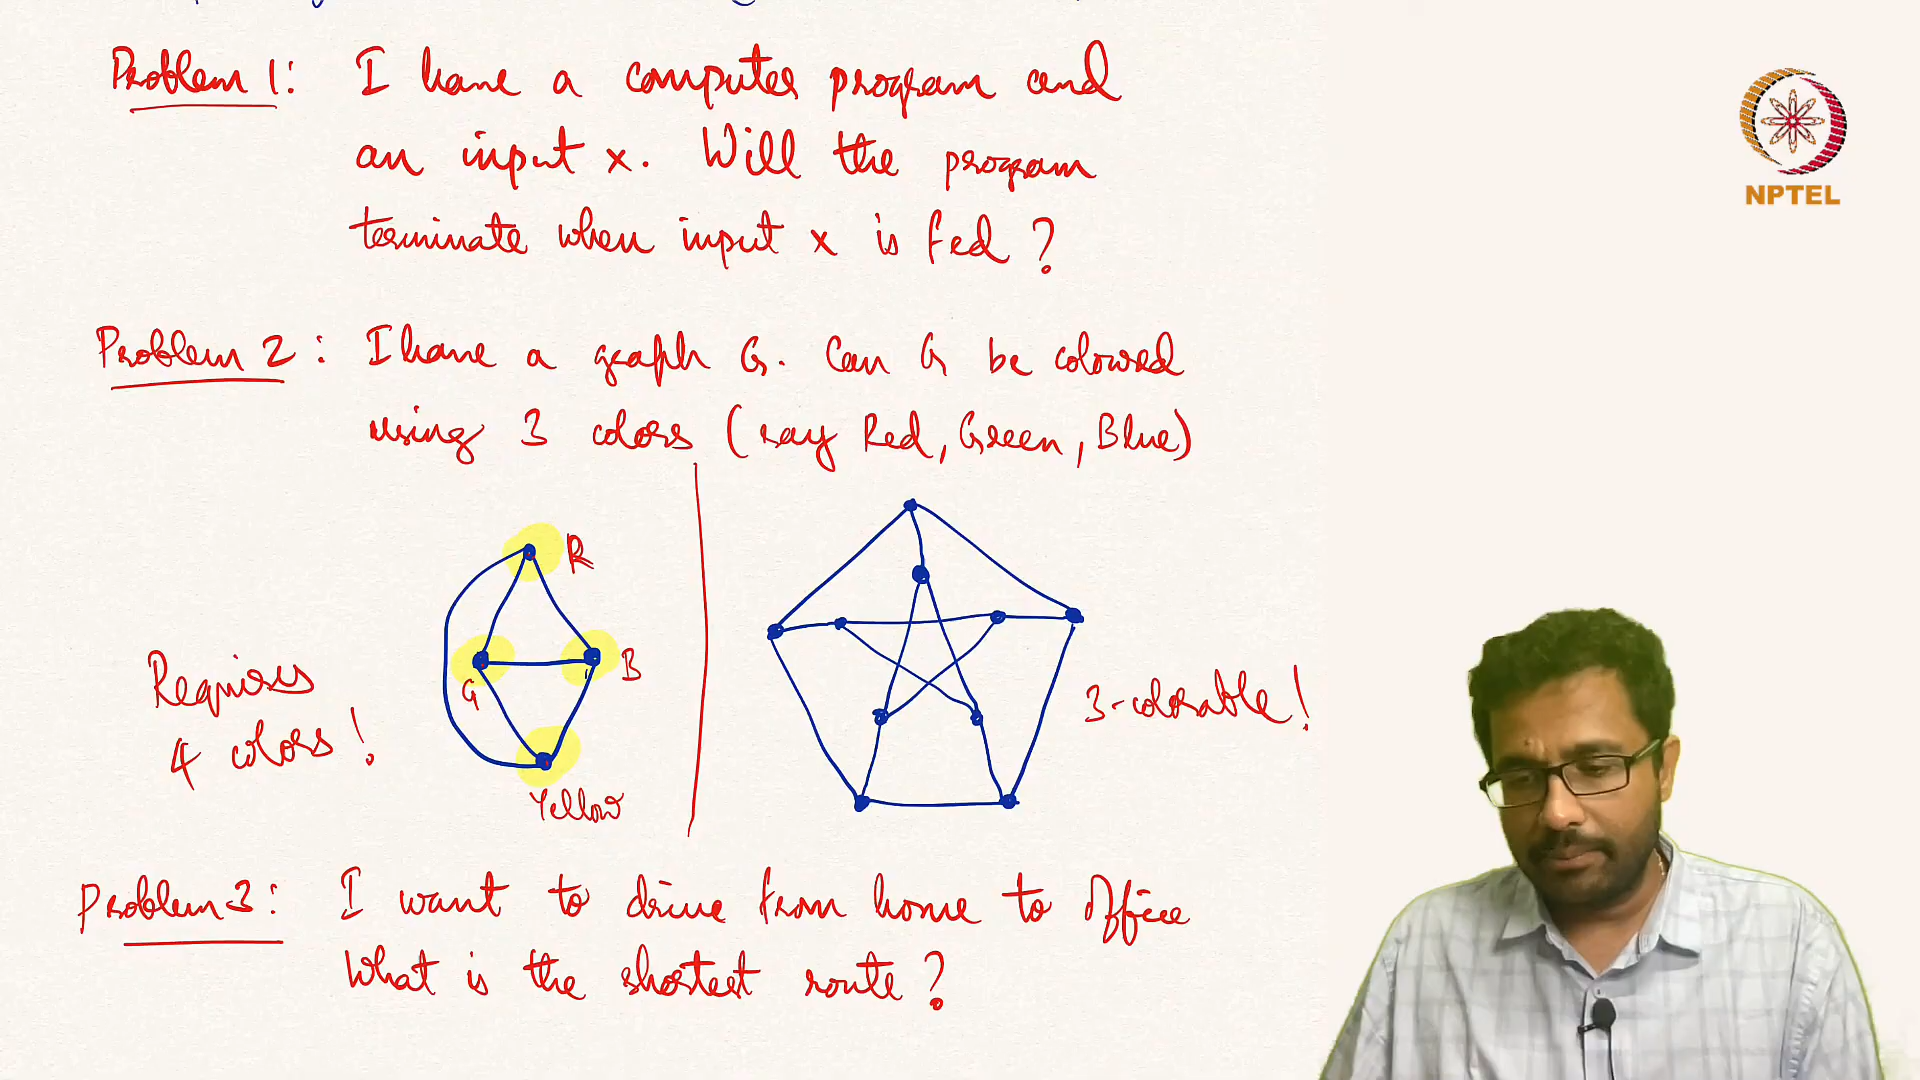 Problem 1: I have a computer program and
an input x. Will the program
terminate when input x is fed ?
Problem 2 : I have a graph G. Can G be coloured
using 3 colors (say Red, Green, Blue)
R
G
B
Yellow
Requires
4 colors !
3-colorable !
Problem 3: I want to drive from home to office
What is the shortest route ?
NPTEL